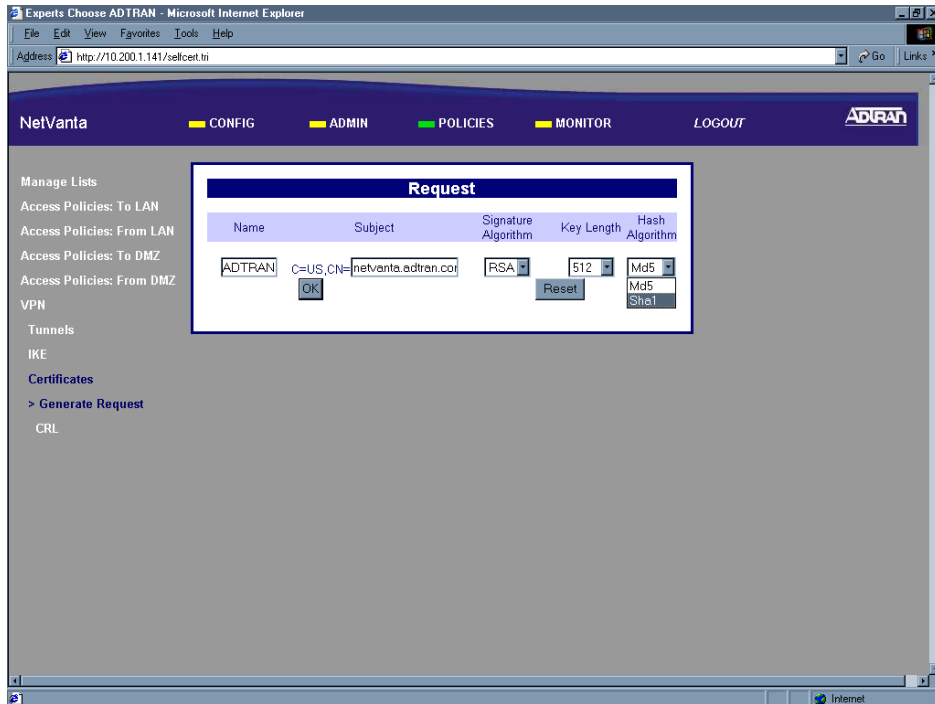 Experts Choose ADTRAN - Microsoft Internet Explorer
File Edit View Favorites Tools Help
Address http://10.200.1.141/selfcert.tri Go Links
NetVanta CONFIG ADMIN POLICIES MONITOR LOGOUT ADTRAN
Manage Lists
Access Policies: To LAN
Access Policies: From LAN
Access Policies: To DMZ
Access Policies: From DMZ
VPN
Tunnels
IKE
Certificates
> Generate Request
CRL
Request
Name Subject Signature Algorithm Key Length Hash Algorithm
ADTRAN C=US,CN= netvanta.adtran.cor RSA 512 Md5
OK Reset Md5
Sha1
Internet